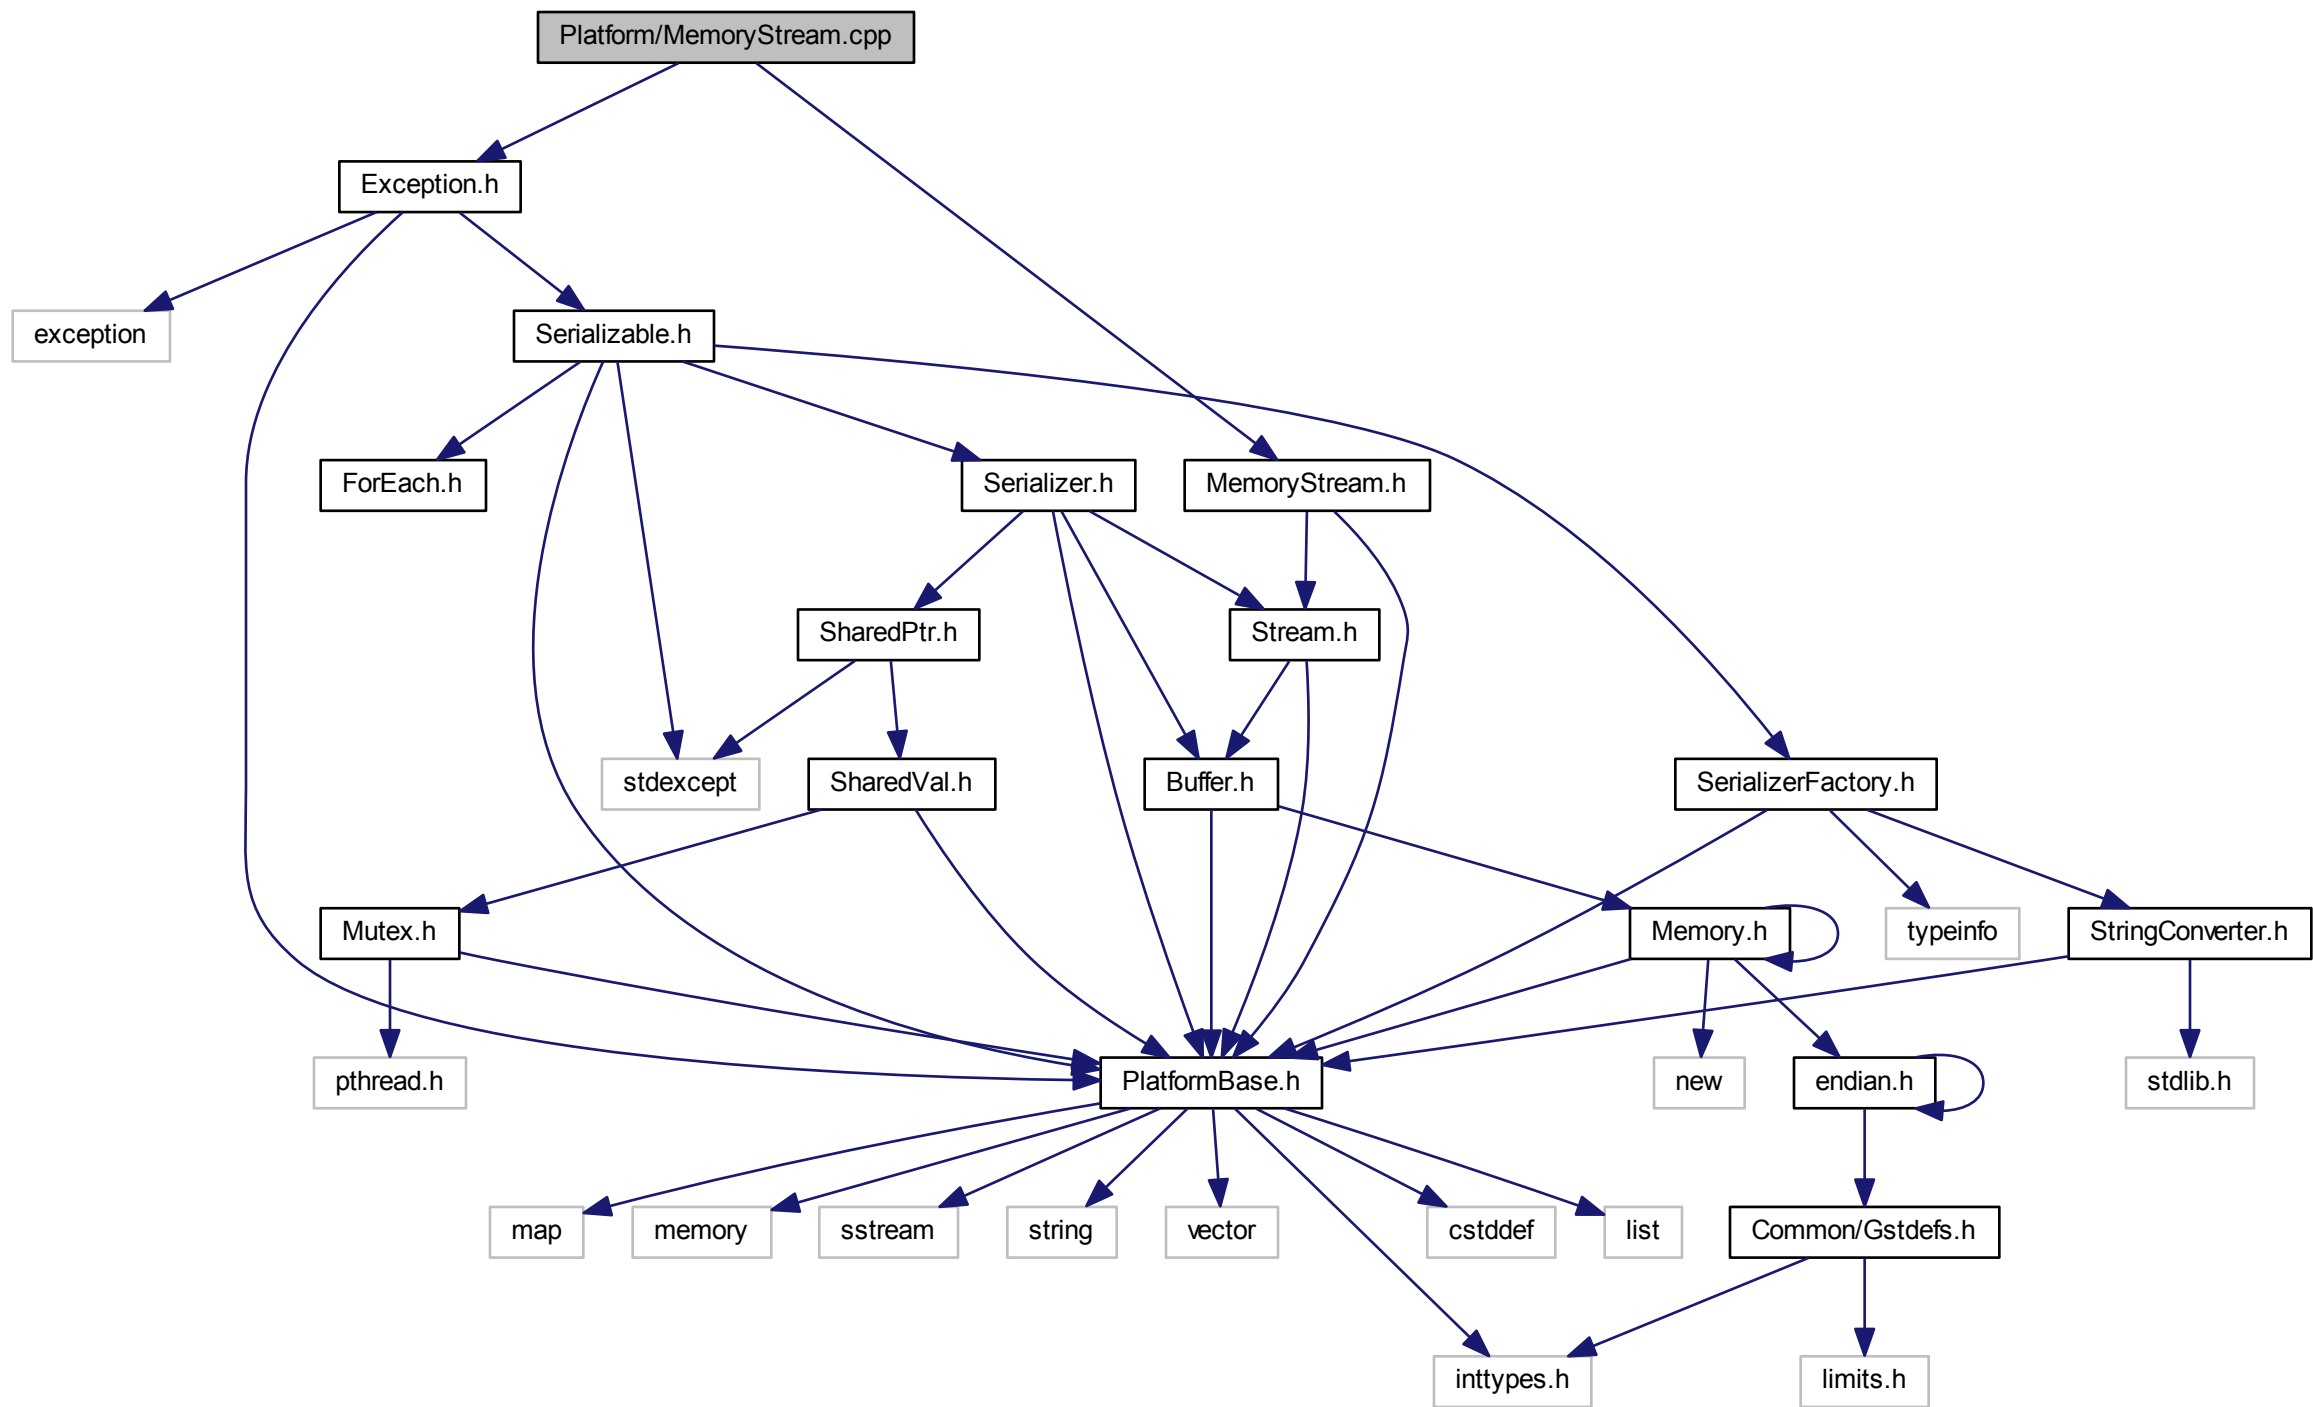 Platform/MemoryStream.cpp
Exception.h
exception
Serializable.h
ForEach.h
Serializer.h
MemoryStream.h
SharedPtr.h
Stream.h
stdexcept
SharedVal.h
Buffer.h
SerializerFactory.h
Mutex.h
Memory.h
typeinfo
StringConverter.h
pthread.h
PlatformBase.h
new
endian.h
stdlib.h
map
memory
sstream
string
vector
cstddef
list
Common/Gstdefs.h
inttypes.h
limits.h